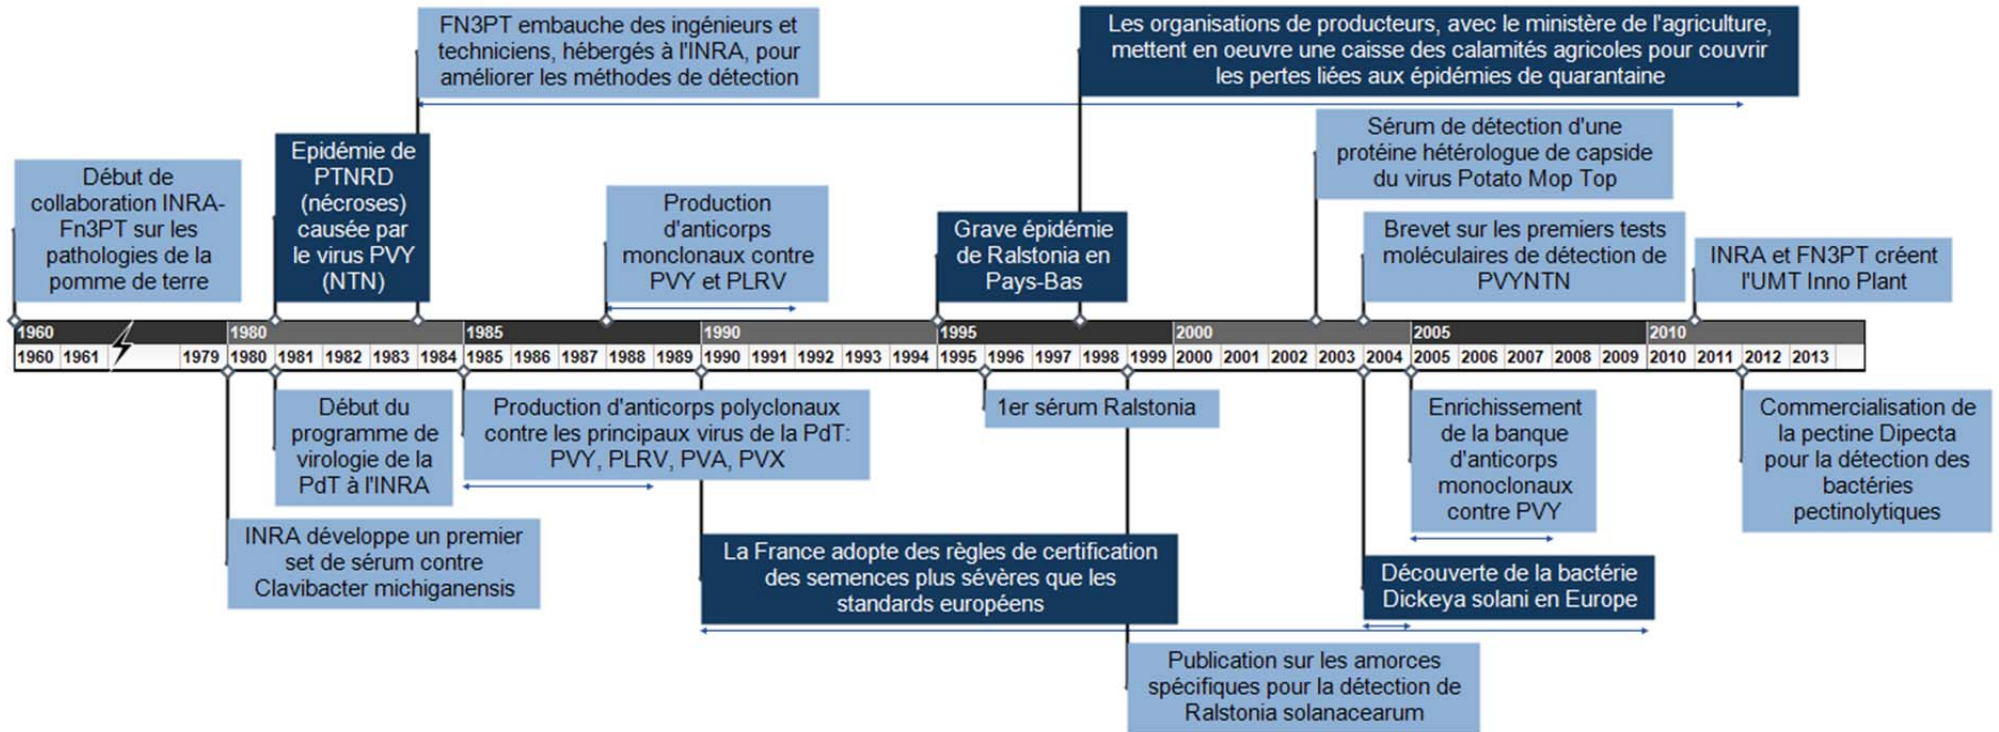 FN3PT embauche des ingénieurs et
techniciens, hébergés à l'INRA, pour
améliorer les méthodes de détection
Les organisations de producteurs, avec le ministère de l'agriculture,
mettent en oeuvre une caisse des calamités agricoles pour couvrir
les pertes liées aux épidémies de quarantaine
Début de
collaboration INRA-
Fn3PT sur les
pathologies de la
pomme de terre
Epidémie de
PTNRD
(nécroses)
causée par
le virus PVY
(NTN)
Production
d'anticorps
monclonaux contre
PVY et PLRV
Grave épidémie
de Ralstonia en
Pays-Bas
Sérum de détection d'une
protéine hétérologue de capside
du virus Potato Mop Top
Brevet sur les premiers tests
moléculaires de détection de
PVYNTN
INRA et FN3PT créent
l'UMT Inno Plant
1960 1980 1985 1990 1995 2000 2005 2010
1960 1961 1979 1980 1981 1982 1983 1984 1985 1986 1987 1988 1989 1990 1991 1992 1993 1994 1995 1996 1997 1998 1999 2000 2001 2002 2003 2004 2005 2006 2007 2008 2009 2010 2011 2012 2013
Début du
programme de
virologie de la
PdT à l'INRA
Production d'anticorps polyclonaux
contre les principaux virus de la PdT:
PVY, PLRV, PVA, PVX
1er sérum Ralstonia
Enrichissement
de la banque
d'anticorps
monoclonaux
contre PVY
Commercialisation de
la pectine Dipecta
pour la détection des
bactéries
pectinolytiques
INRA développe un premier
set de sérum contre
Clavibacter michiganensis
La France adopte des règles de certification
des semences plus sévères que les
standards européens
Découverte de la bactérie
Dickeya solani en Europe
Publication sur les amorces
spécifiques pour la détection de
Ralstonia solanacearum